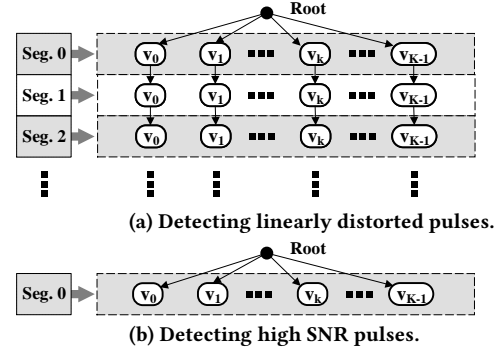 Root
Seg. 0 v0 v1 vk vK-1
Seg. 1 v0 v1 vk vK-1
Seg. 2 v0 v1 vk vK-1
(a) Detecting linearly distorted pulses.
Root
Seg. 0 v0 v1 vk vK-1
(b) Detecting high SNR pulses.